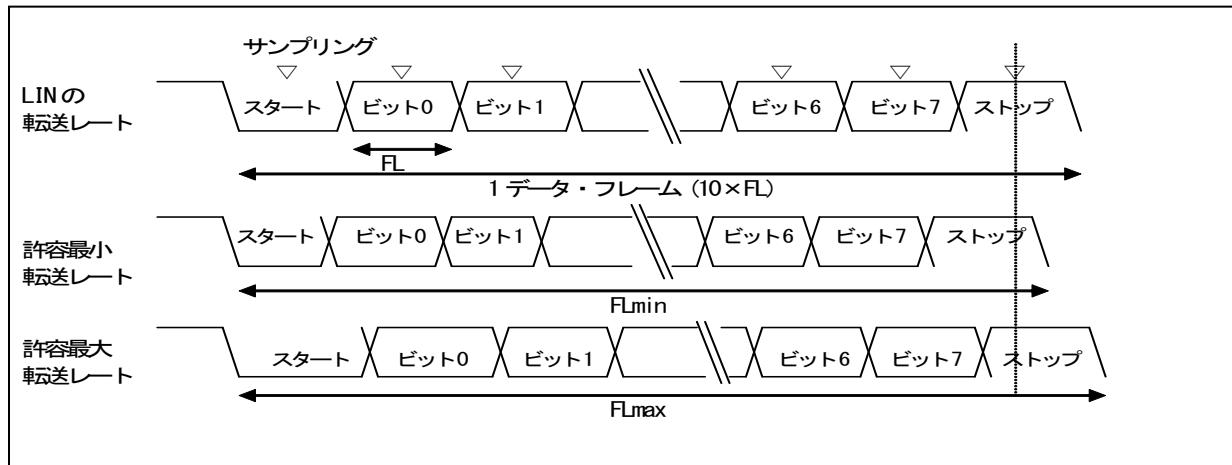 サンプリング
LINの
転送レート
スタート ビット0 ビット1 ビット6 ビット7 ストップ
FL
1データ・フレーム (10×FL)
許容最小
転送レート
スタート ビット0 ビット1 ビット6 ビット7 ストップ
FLmin
許容最大
転送レート
スタート ビット0 ビット1 ビット6 ビット7 ストップ
FLmax